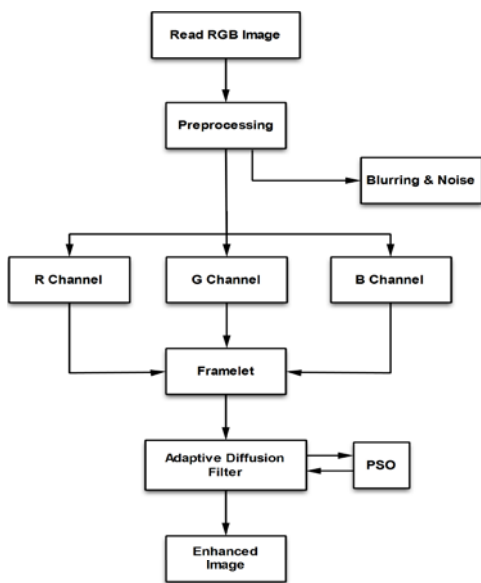 Read RGB Image
Preprocessing
Blurring & Noise
R Channel
G Channel
B Channel
Framelet
Adaptive Diffusion
Filter
PSO
Enhanced
Image